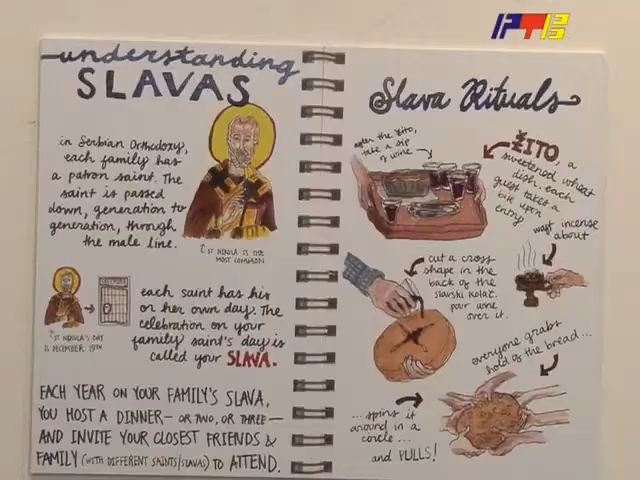 РТВ
understanding
SLAVAS
in Serbian Orthodoxy,
each family has
a patron saint. The
saint is passed
down, generation to
generation, through
the male line.
ST. NIKOLA IS THE
MOST COMMON
ST NIKOLA'S DAY
IS DECEMBER 19TH
each saint has his
or her own day. The
celebration on your
family saint's day is
called your SLAVA.
EACH YEAR ON YOUR FAMILY'S SLAVA,
YOU HOST A DINNER — OR TWO, OR THREE —
AND INVITE YOUR CLOSEST FRIENDS &
FAMILY (WITH DIFFERENT SAINTS/SLAVAS) TO ATTEND.
Slava Rituals
after the žito,
take a sip
of wine
ŽITO, a
sweetened wheat
dish. each
guest takes a
bite upon
entry
waft incense
about
cut a cross
shape in the
back of the
slavski kolač.
pour wine
over it.
everyone grabs
hold of the bread...
...spins it
around in a
circle...
and PULLS!